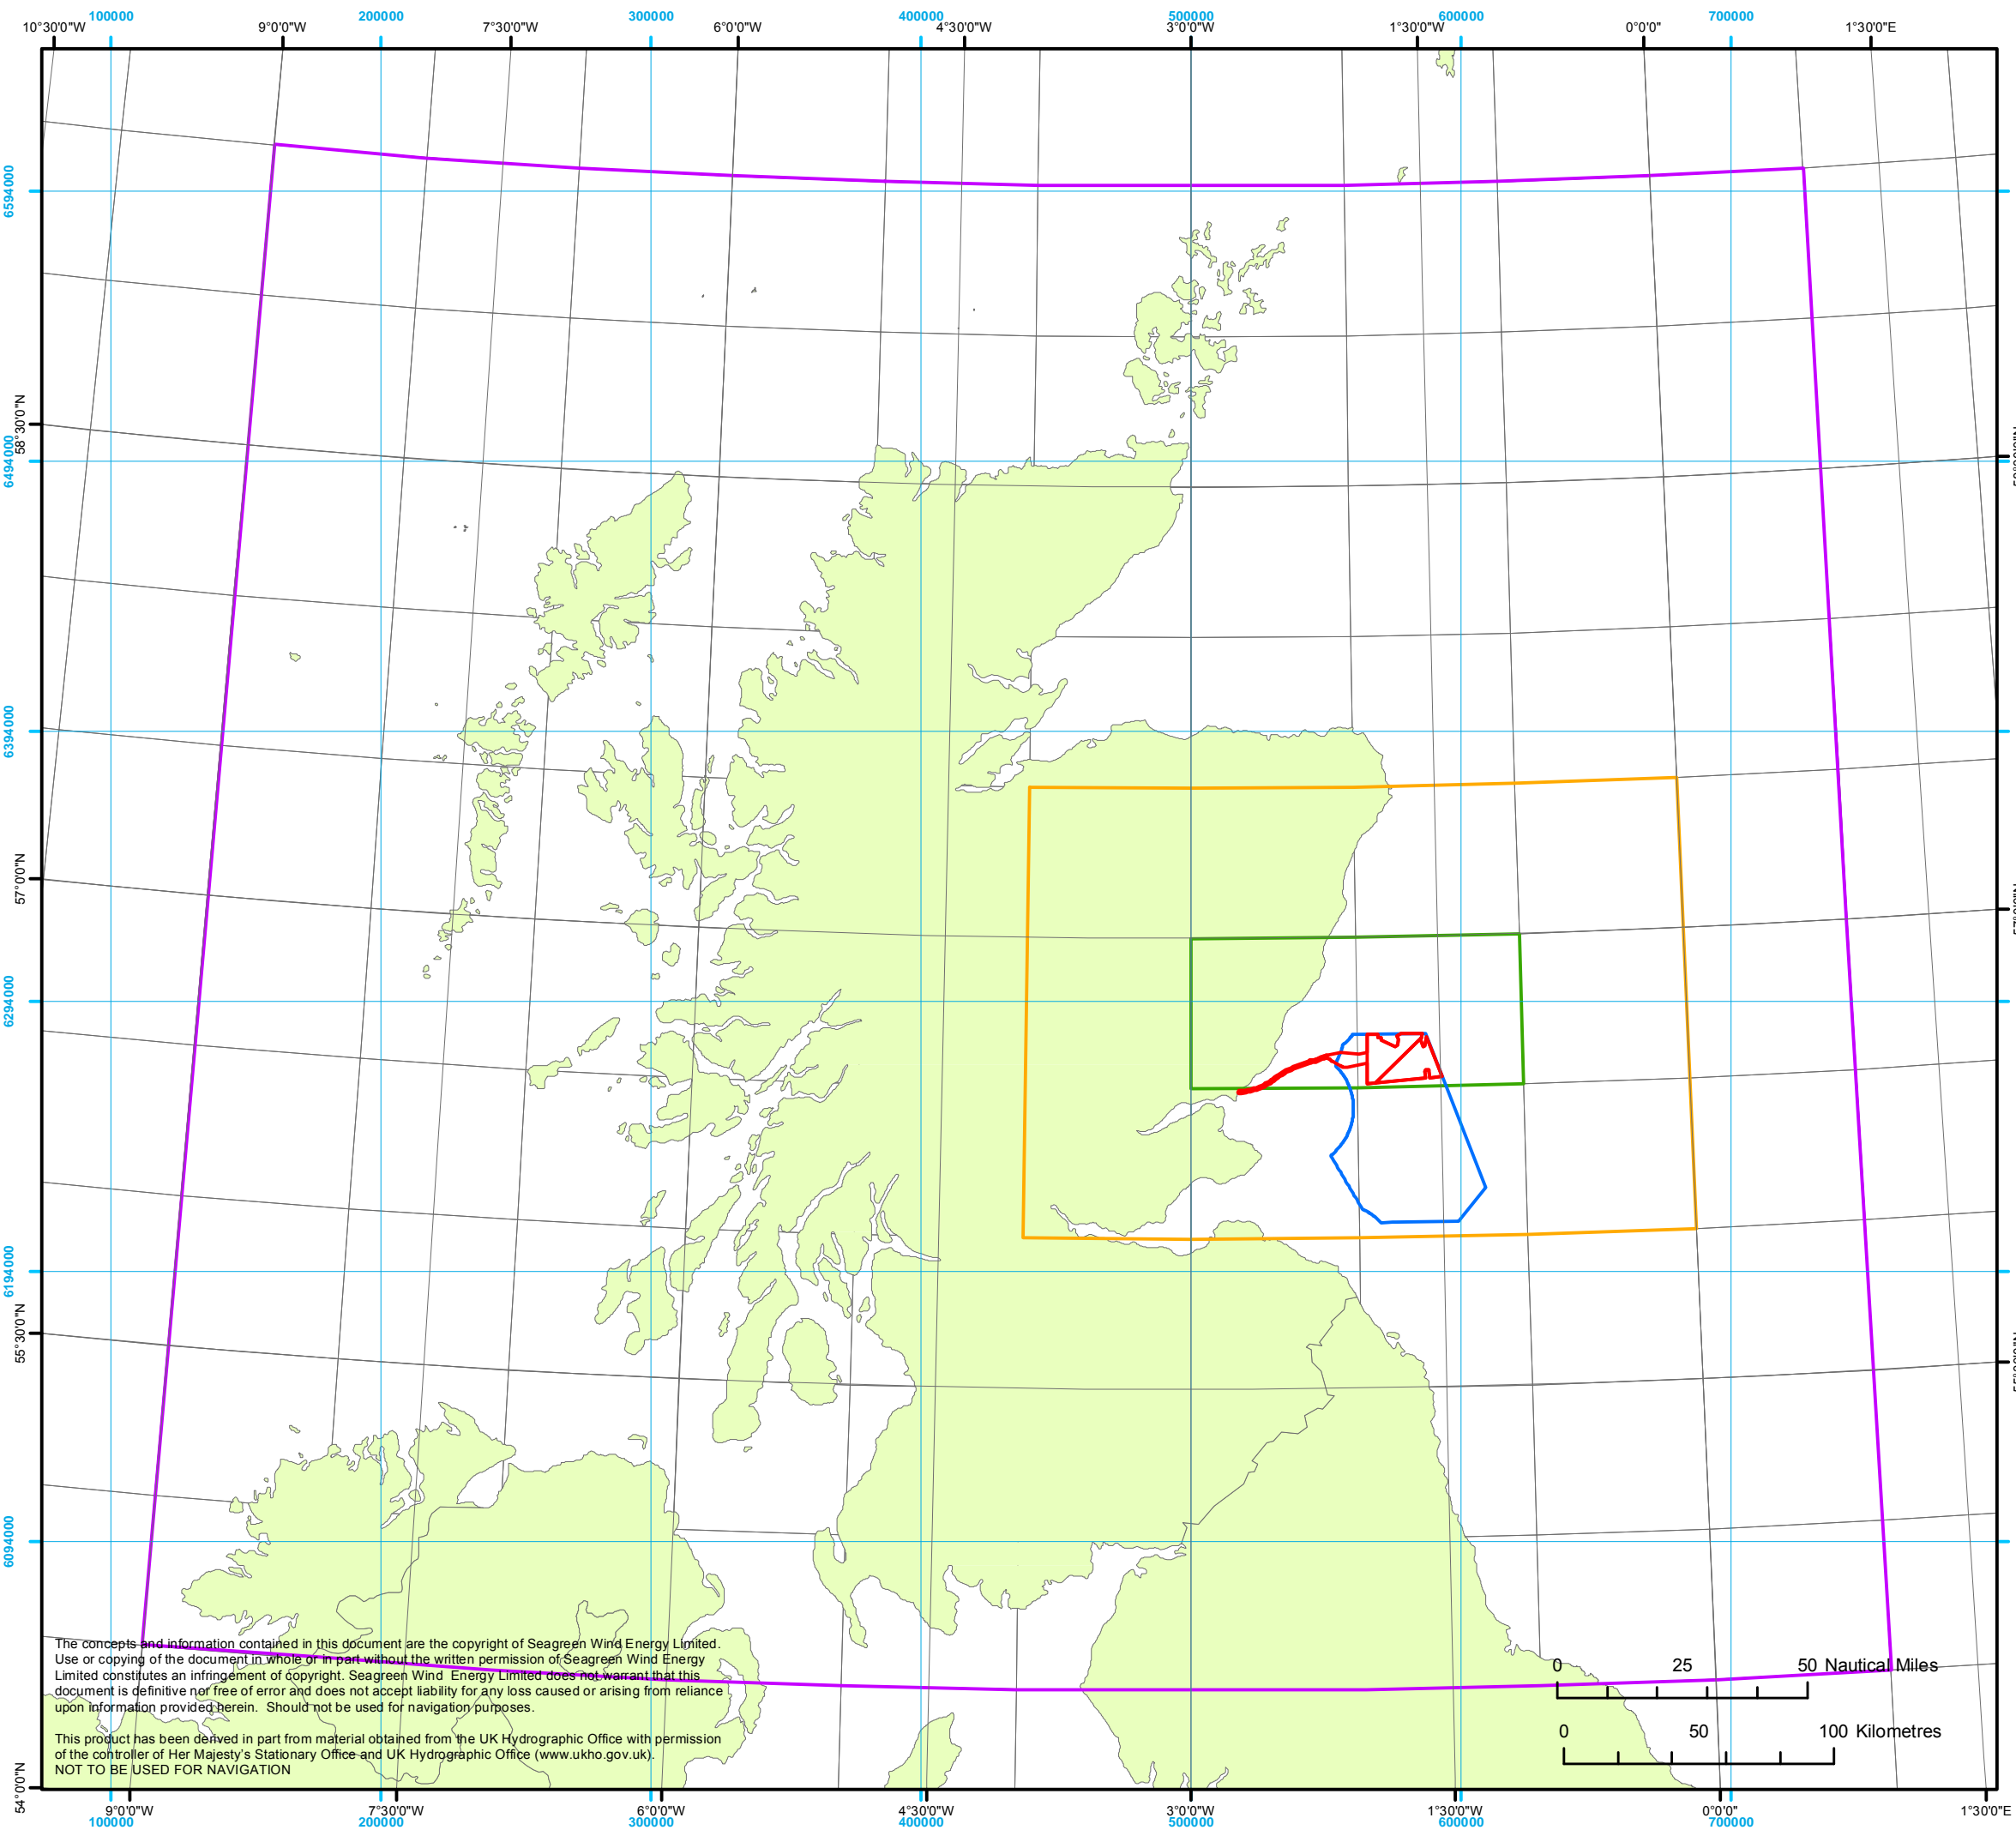 100000 200000 300000 400000 500000 600000 700000
10°30'0"W 9°0'0"W 7°30'0"W 6°0'0"W 4°30'0"W 3°0'0"W 1°30'0"W 0°0'0" 1°30'0"E
6594000
58°30'0"N
6494000
6394000
57°0'0"N
6294000
6194000
55°30'0"N
6094000
54°0'0"N
The concepts and information contained in this document are the copyright of Seagreen Wind Energy Limited.
Use or copying of the document in whole or in part without the written permission of Seagreen Wind Energy
Limited constitutes an infringement of copyright. Seagreen Wind Energy Limited does not warrant that this
document is definitive nor free of error and does not accept liability for any loss caused or arising from reliance
upon information provided herein. Should not be used for navigation purposes.
This product has been derived in part from material obtained from the UK Hydrographic Office with permission
of the controller of Her Majesty's Stationary Office and UK Hydrographic Office (www.ukho.gov.uk).
NOT TO BE USED FOR NAVIGATION
0 25 50 Nautical Miles
0 50 100 Kilometres
9°0'0"W 7°30'0"W 6°0'0"W 4°30'0"W 3°0'0"W 1°30'0"W 0°0'0" 1°30'0"E
100000 200000 300000 400000 500000 600000 700000